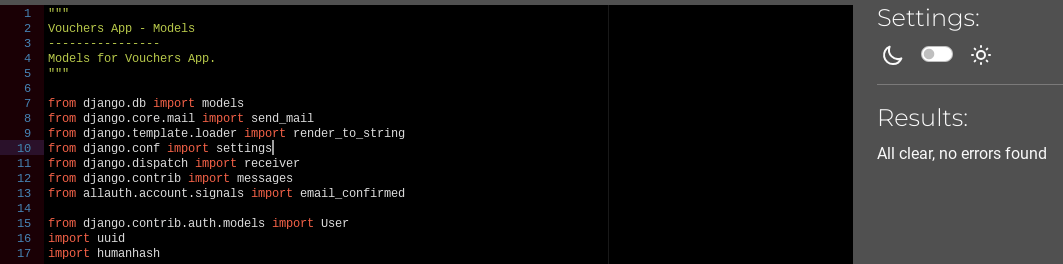 1 """
2 Vouchers App - Models
3 ----------------
4 Models for Vouchers App.
5 """
6
7 from django.db import models
8 from django.core.mail import send_mail
9 from django.template.loader import render_to_string
10 from django.conf import settings
11 from django.dispatch import receiver
12 from django.contrib import messages
13 from allauth.account.signals import email_confirmed
14
15 from django.contrib.auth.models import User
16 import uuid
17 import humanhash
Settings:
Results:
All clear, no errors found